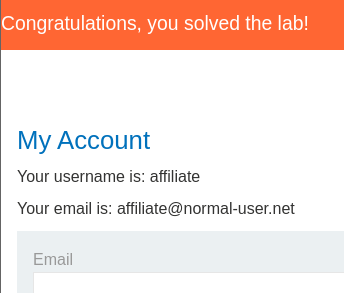 Congratulations, you solved the lab!
My Account
Your username is: affiliate
Your email is: affiliate@normal-user.net
Email